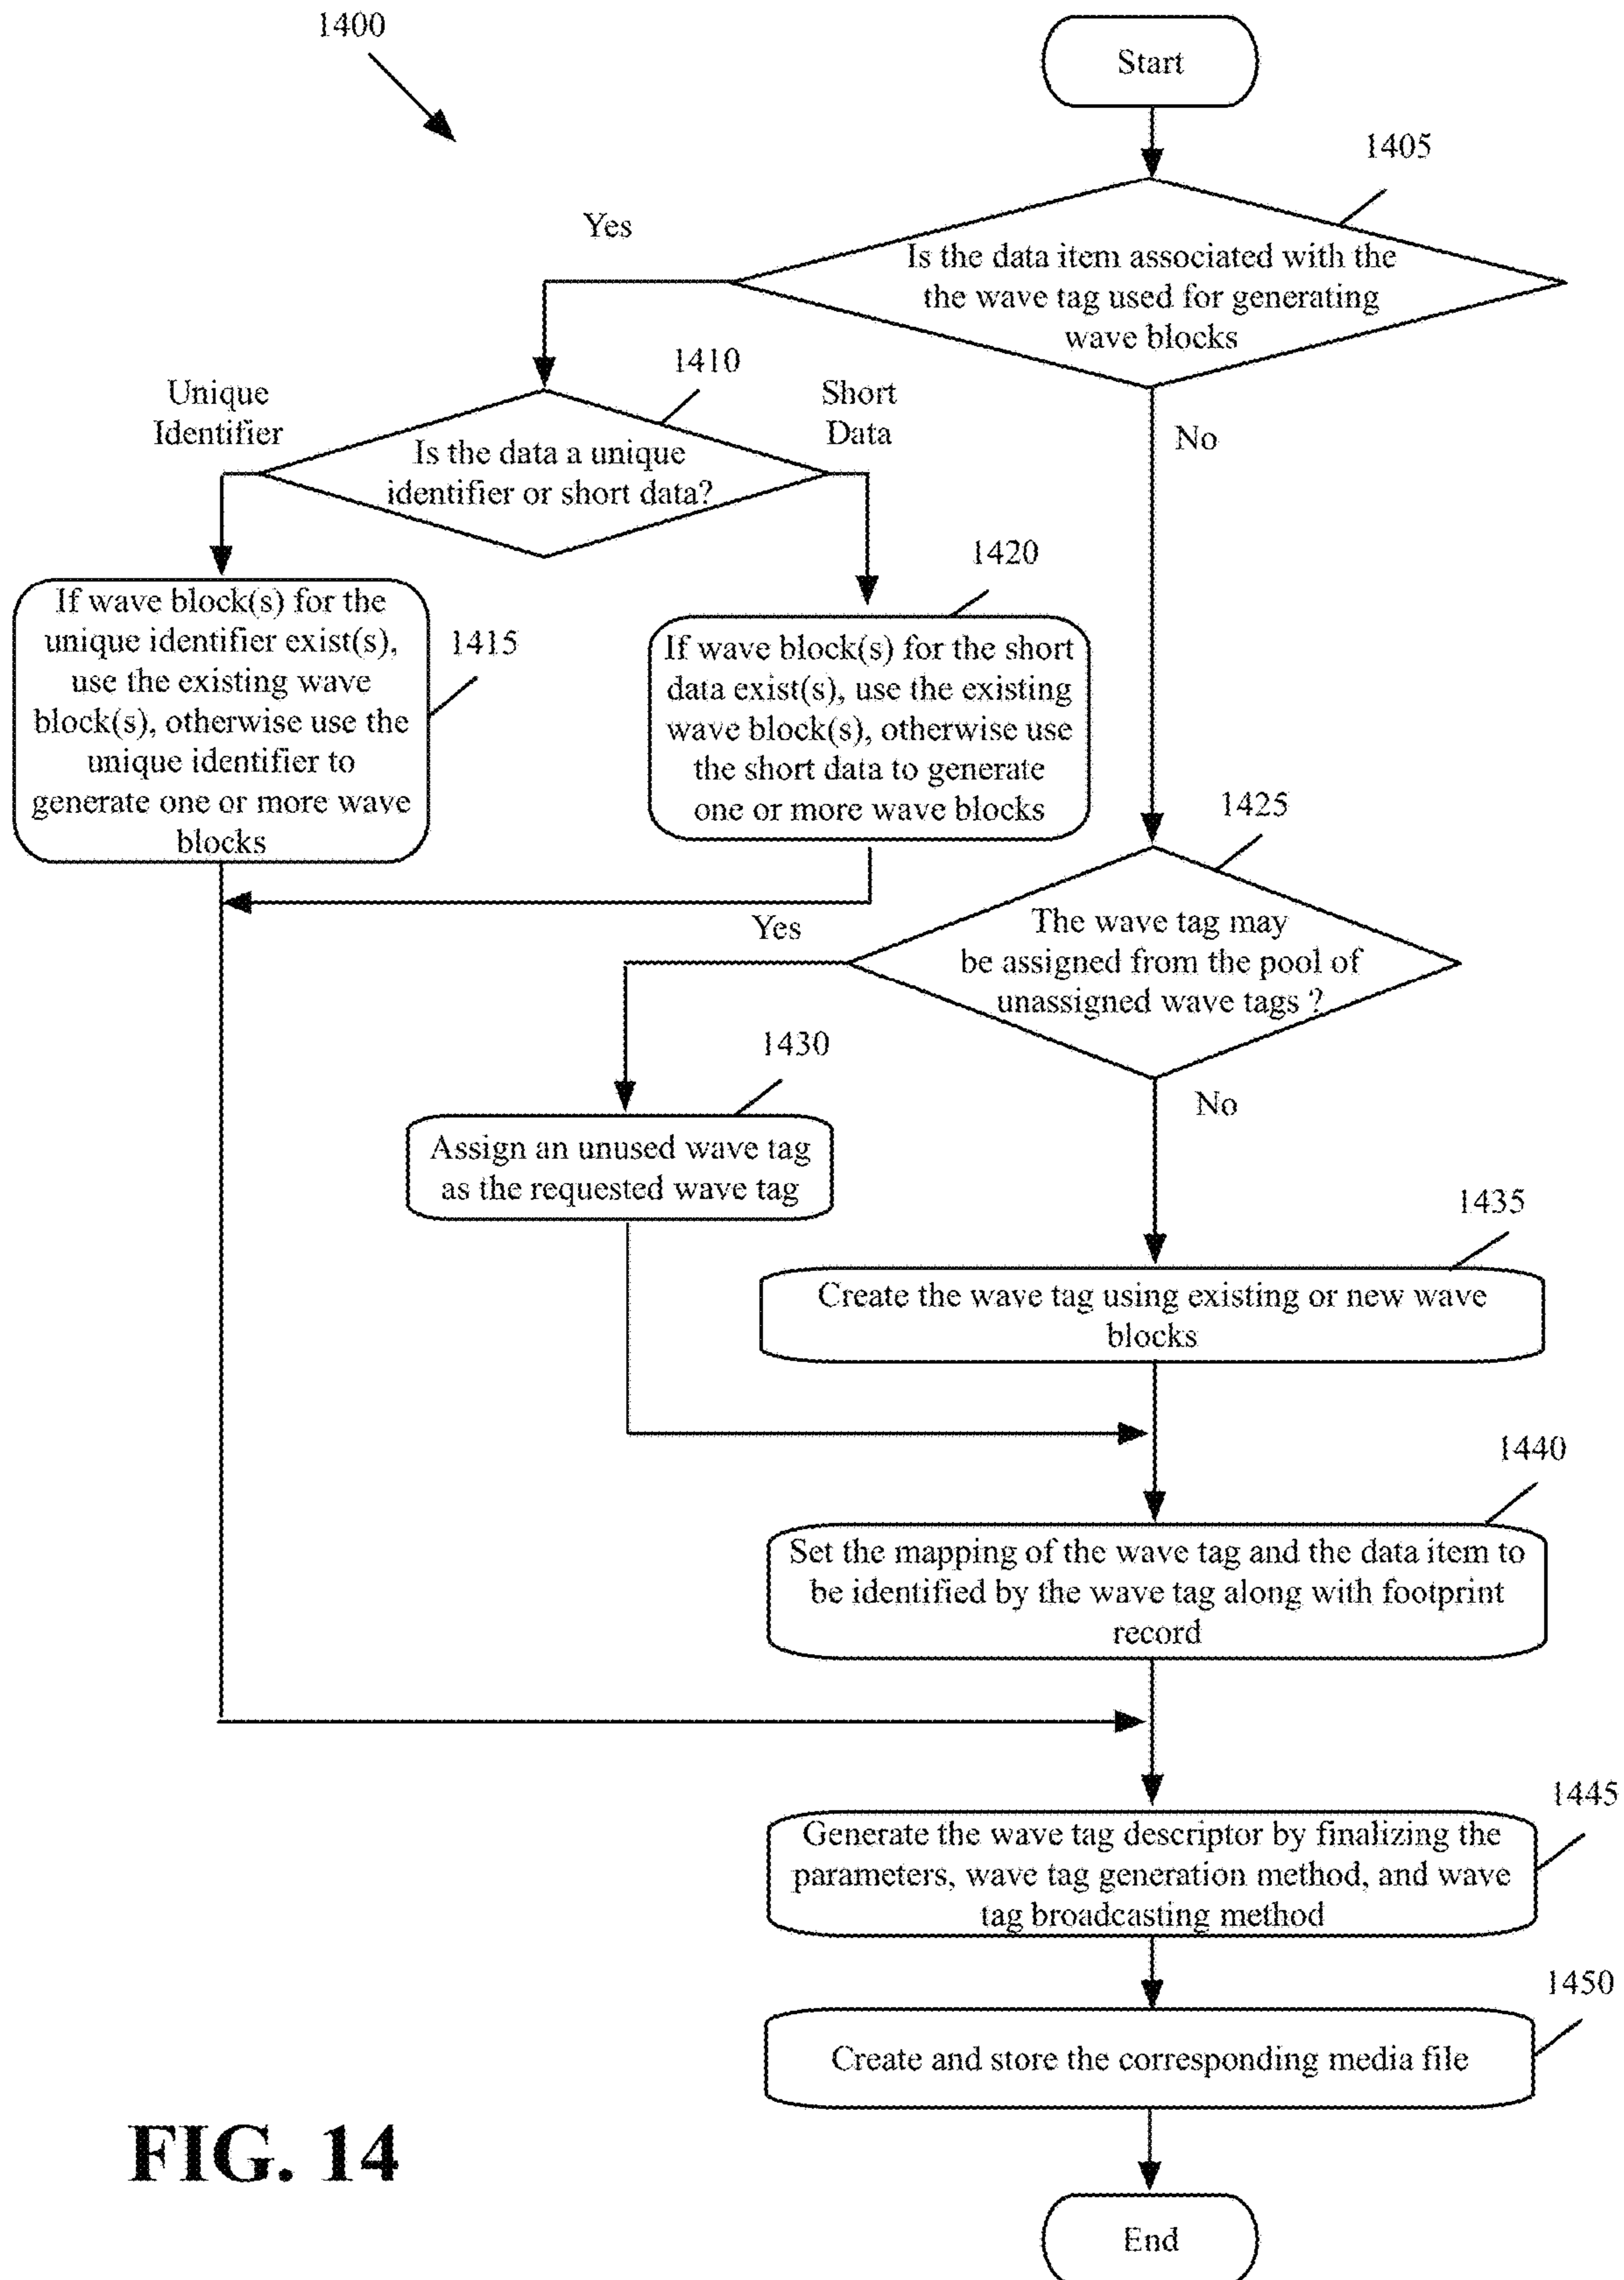 1400
Start
1405
Yes
Is the data item associated with the
the wave tag used for generating
wave blocks
1410
Unique
Identifier
Short
Data
Is the data a unique
identifier or short data?
No
1420
If wave block(s) for the
unique identifier exist(s),
use the existing wave
block(s), otherwise use the
unique identifier to
generate one or more wave
blocks
1415
If wave block(s) for the short
data exist(s), use the existing
wave block(s), otherwise use
the short data to generate
one or more wave blocks
1425
Yes
The wave tag may
be assigned from the pool of
unassigned wave tags ?
1430
No
Assign an unused wave tag
as the requested wave tag
1435
Create the wave tag using existing or new wave
blocks
1440
Set the mapping of the wave tag and the data item to
be identified by the wave tag along with footprint
record
1445
Generate the wave tag descriptor by finalizing the
parameters, wave tag generation method, and wave
tag broadcasting method
1450
Create and store the corresponding media file
FIG. 14
End